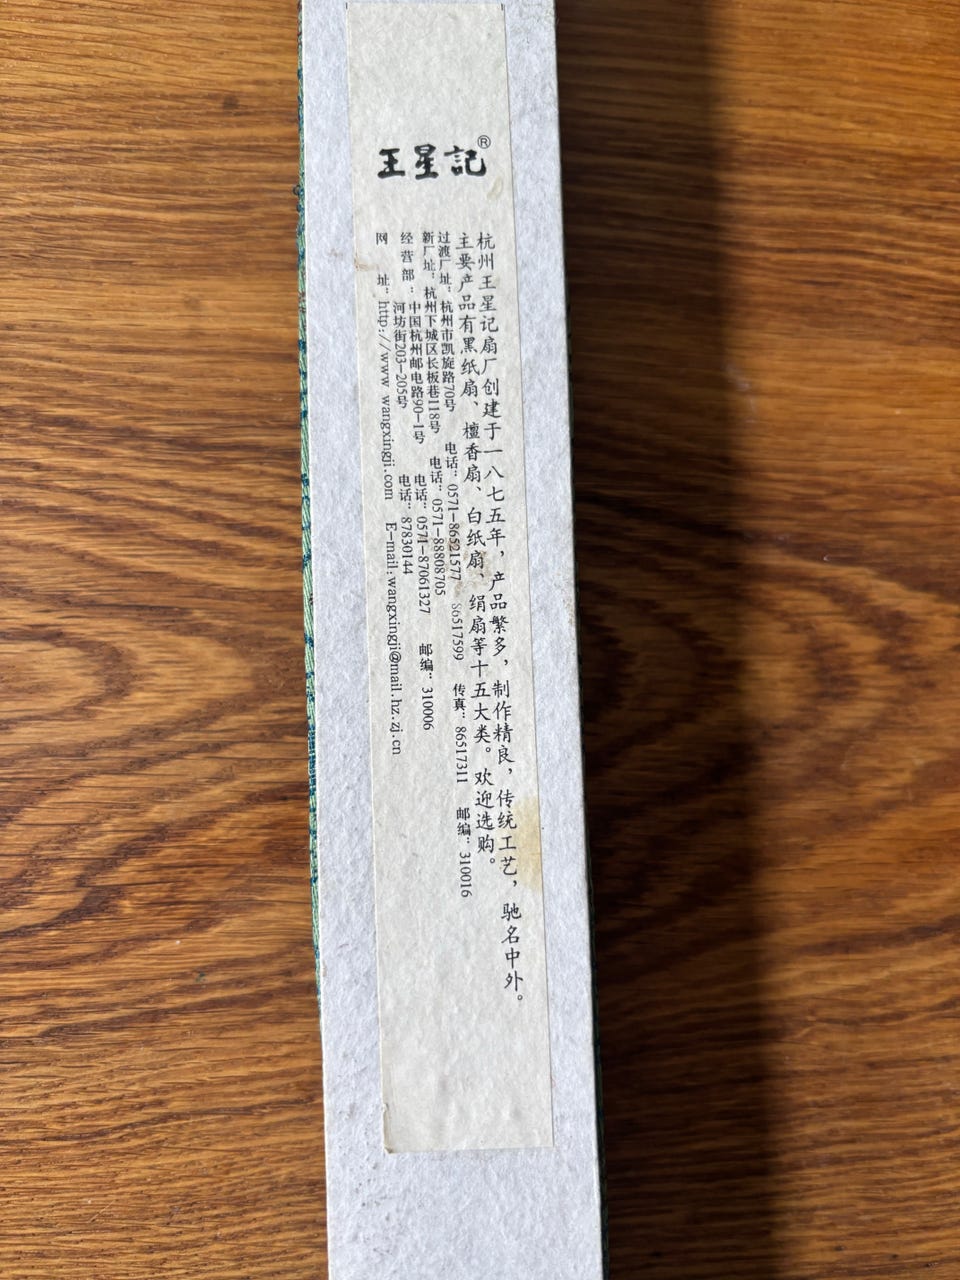 王星記®
杭州王星记扇厂创建于一八七五年，产品繁多，制作精良，传统工艺，驰名中外。
主要产品有黑纸扇、檀香扇、白纸扇、绢扇等十五大类。欢迎选购。
过渡厂址：杭州市凯旋路70号 电话：0571-86521577 86517599 传真：86517311 邮编：310016
新厂址：杭州下城区长板巷118号 电话：0571-88808705
经营部：中国杭州邮电路90-1号 电话：0571-87061327 邮编：310006
河坊街203-205号 电话：87830144
网 址：http://www wangxingji.com E-mail:wangxingji@mail.hz.zj.cn